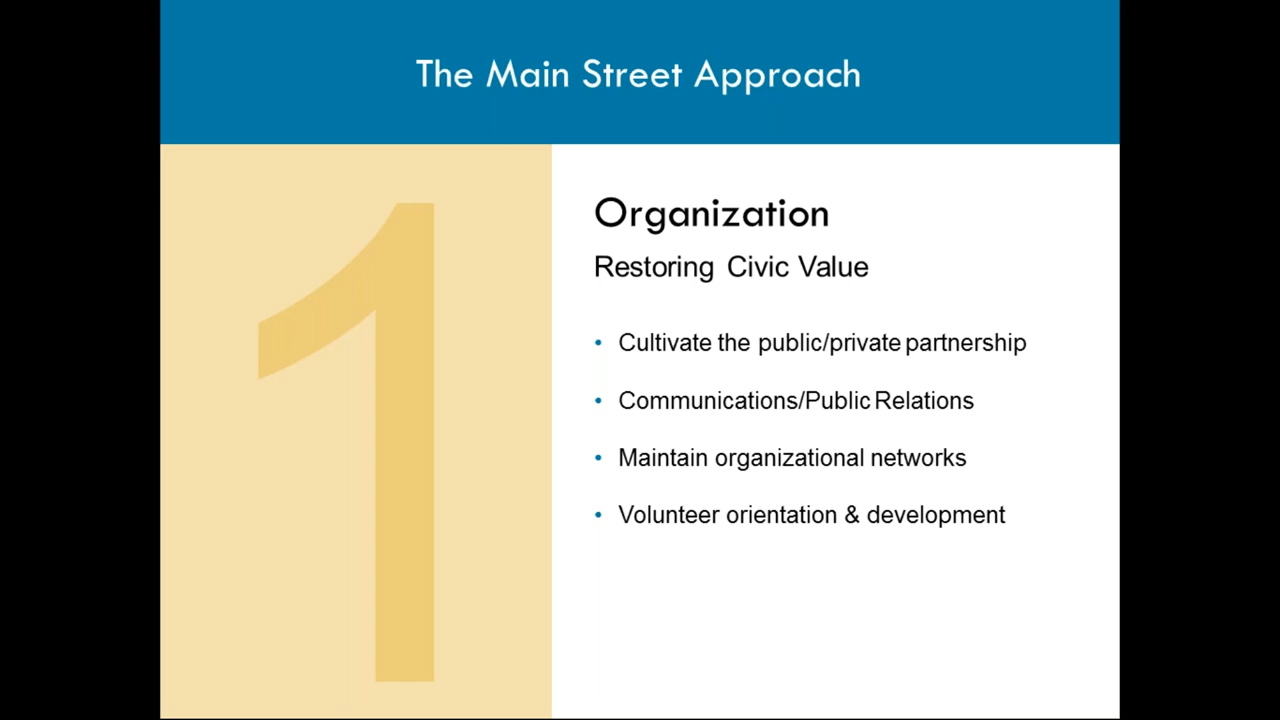 The Main Street Approach
1
Organization
Restoring Civic Value
• Cultivate the public/private partnership
• Communications/Public Relations
• Maintain organizational networks
• Volunteer orientation & development